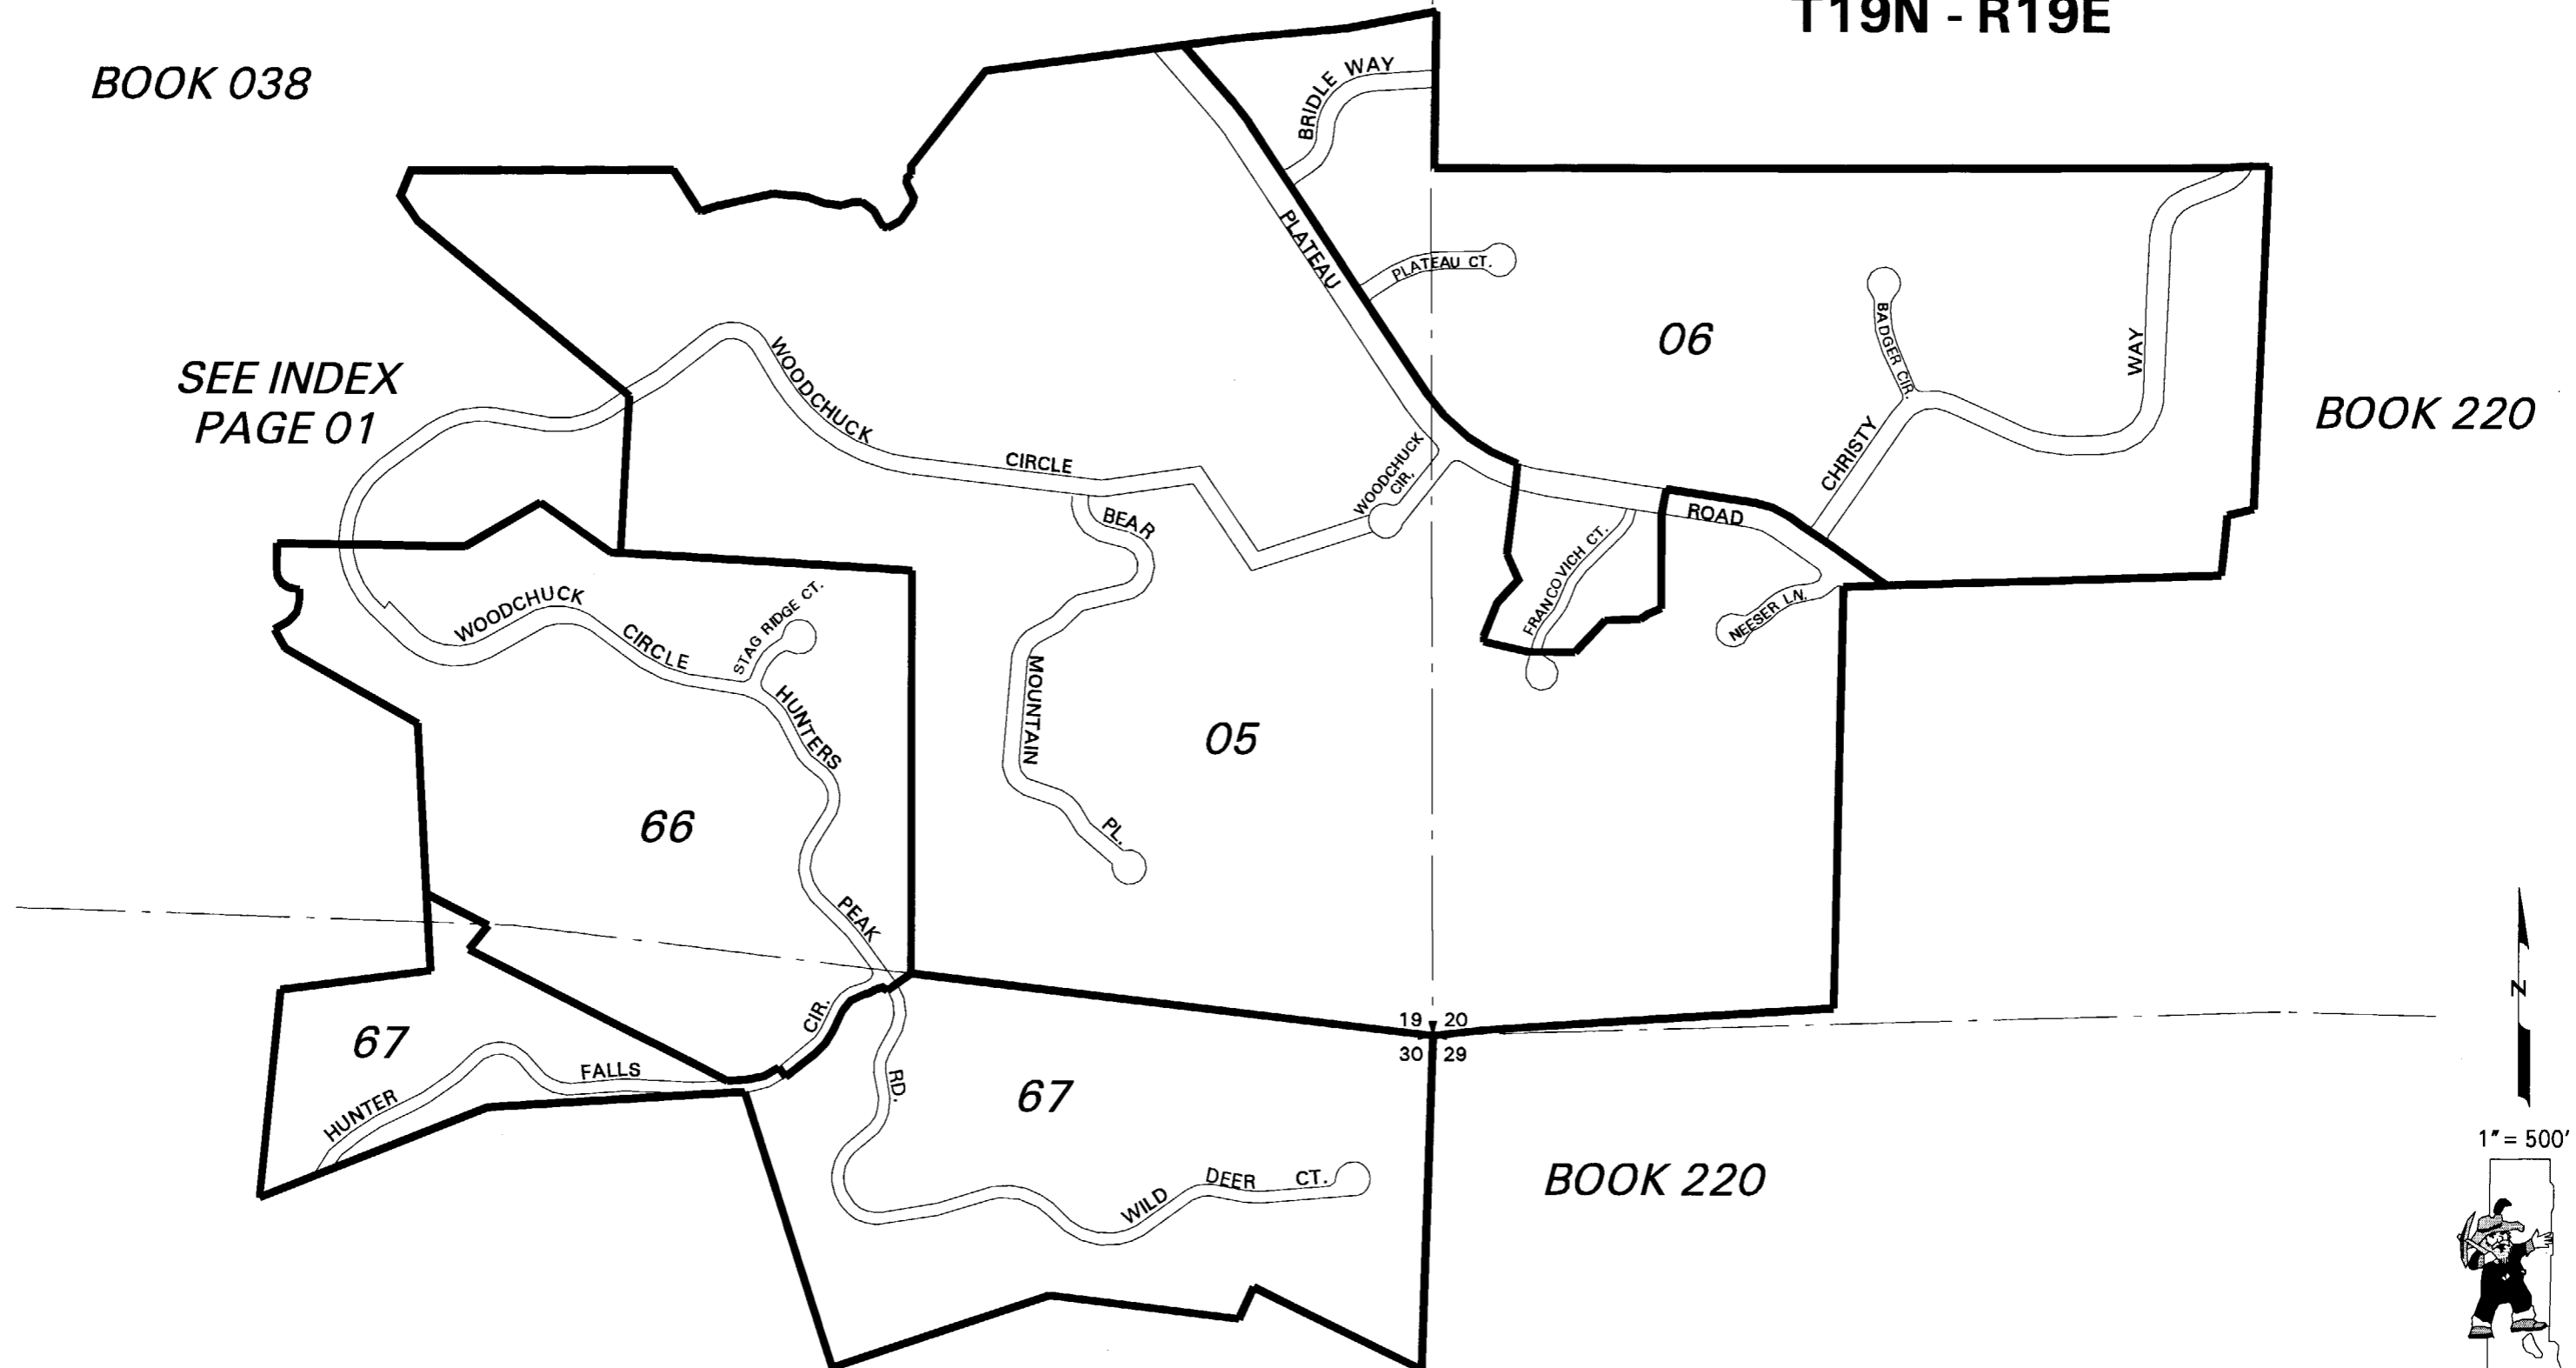 T19N - R19E
BOOK 038
BRIDLE WAY
PLATEAU
PLATEAU CT.
06
BADGER CIR.
WAY
SEE INDEX
PAGE 01
WOODCHUCK
CIRCLE
WOODCHUCK
CIR.
CHRISTY
BOOK 220
BEAR
ROAD
FRANCOVICH CT.
NEESER LN.
WOODCHUCK
CIRCLE
STAG RIDGE CT.
HUNTERS
MOUNTAIN
05
66
PL.
PEAK
CIR.
19 20
30 29
N
67
FALLS
HUNTER
RD.
67
WILD
DEER
CT.
BOOK 220
1" = 500'